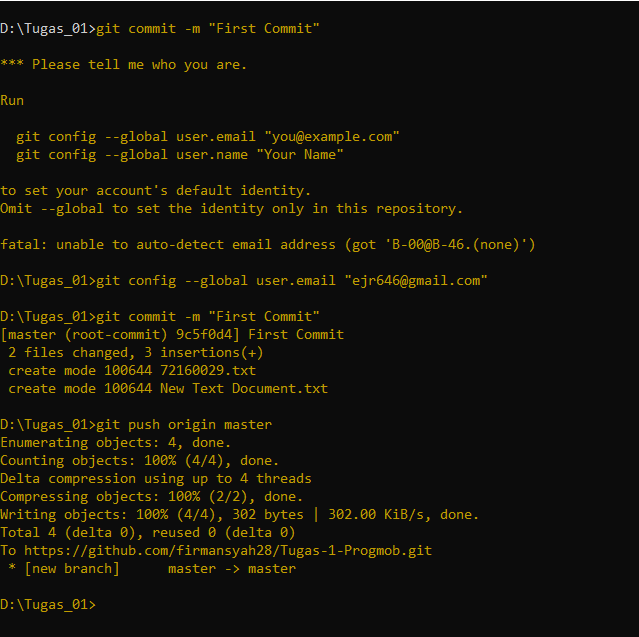 D:\Tugas_01>git commit -m "First Commit"
*** Please tell me who you are.
Run
git config --global user.email "you@example.com"
git config --global user.name "Your Name"
to set your account's default identity.
Omit --global to set the identity only in this repository.
fatal: unable to auto-detect email address (got 'B-00@B-46.(none)')
D:\Tugas_01>git config --global user.email "ejr646@gmail.com"
D:\Tugas_01>git commit -m "First Commit"
[master (root-commit) 9c5f0d4] First Commit
2 files changed, 3 insertions(+)
create mode 100644 72160029.txt
create mode 100644 New Text Document.txt
D:\Tugas_01>git push origin master
Enumerating objects: 4, done.
Counting objects: 100% (4/4), done.
Delta compression using up to 4 threads
Compressing objects: 100% (2/2), done.
Writing objects: 100% (4/4), 302 bytes | 302.00 KiB/s, done.
Total 4 (delta 0), reused 0 (delta 0)
To https://github.com/firmansyah28/Tugas-1-Progmob.git
* [new branch]      master -> master
D:\Tugas_01>